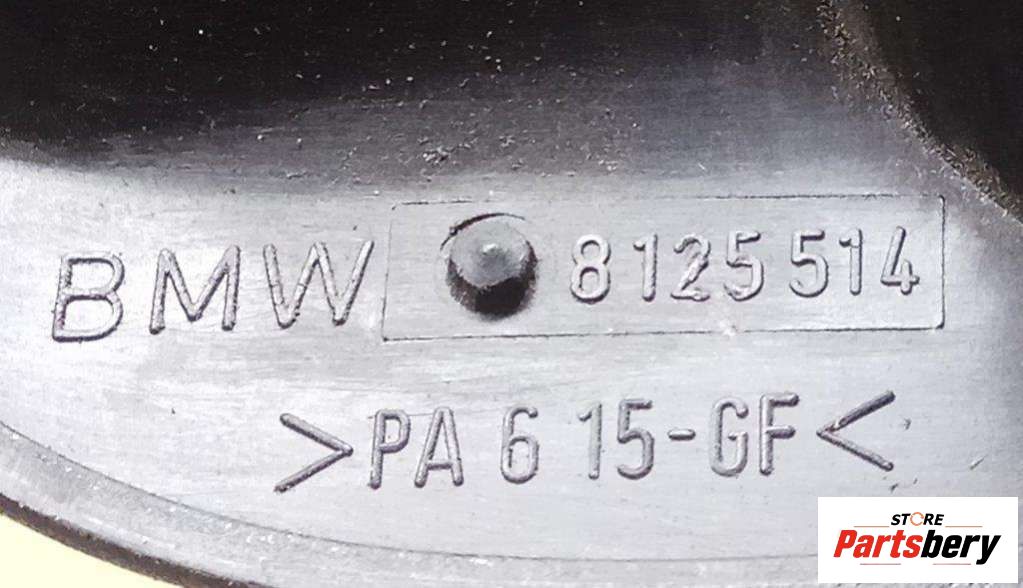 BMW 8125514
>PA 6 15-GF<
STORE
Partsbery